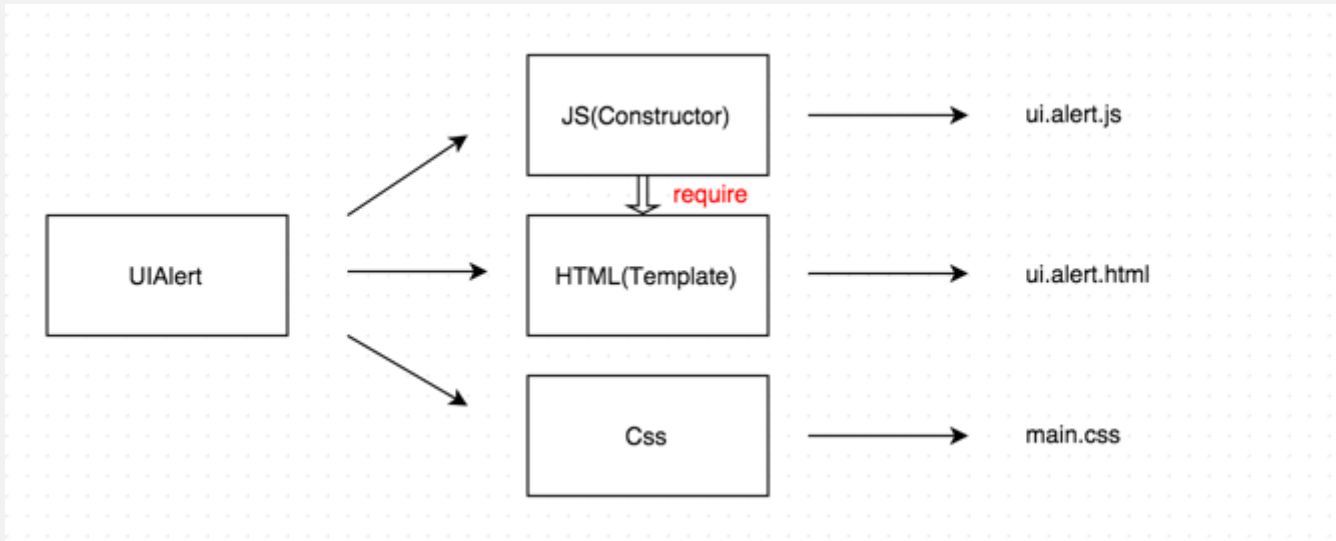 JS(Constructor)
ui.alert.js
require
UIAlert
HTML(Template)
ui.alert.html
Css
main.css